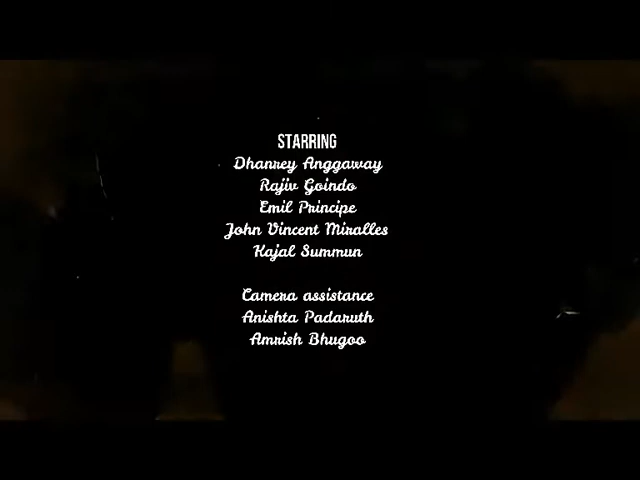 STARRING
Dhanrey Anggaway
Rajiv Goindo
Emil Principe
John Vincent Miralles
Kajal Summun
Camera assistance
Anishta Padaruth
Amrish Bhugoo